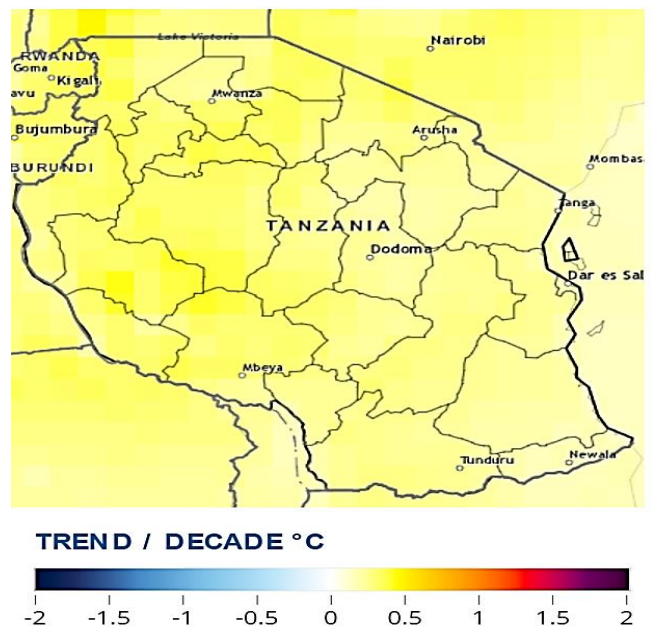 Lake Victoria
Nairobi
RWANDA
Goma
Kigali
avu
Mwanza
Bujumbura
Arusha
Mombas
BURUNDI
Tanga
TANZANIA
Dodoma
Dar es Sal
Mbeya
Tunduru
Newala
TREND / DECADE °C
-2 -1.5 -1 -0.5 0 0.5 1 1.5 2